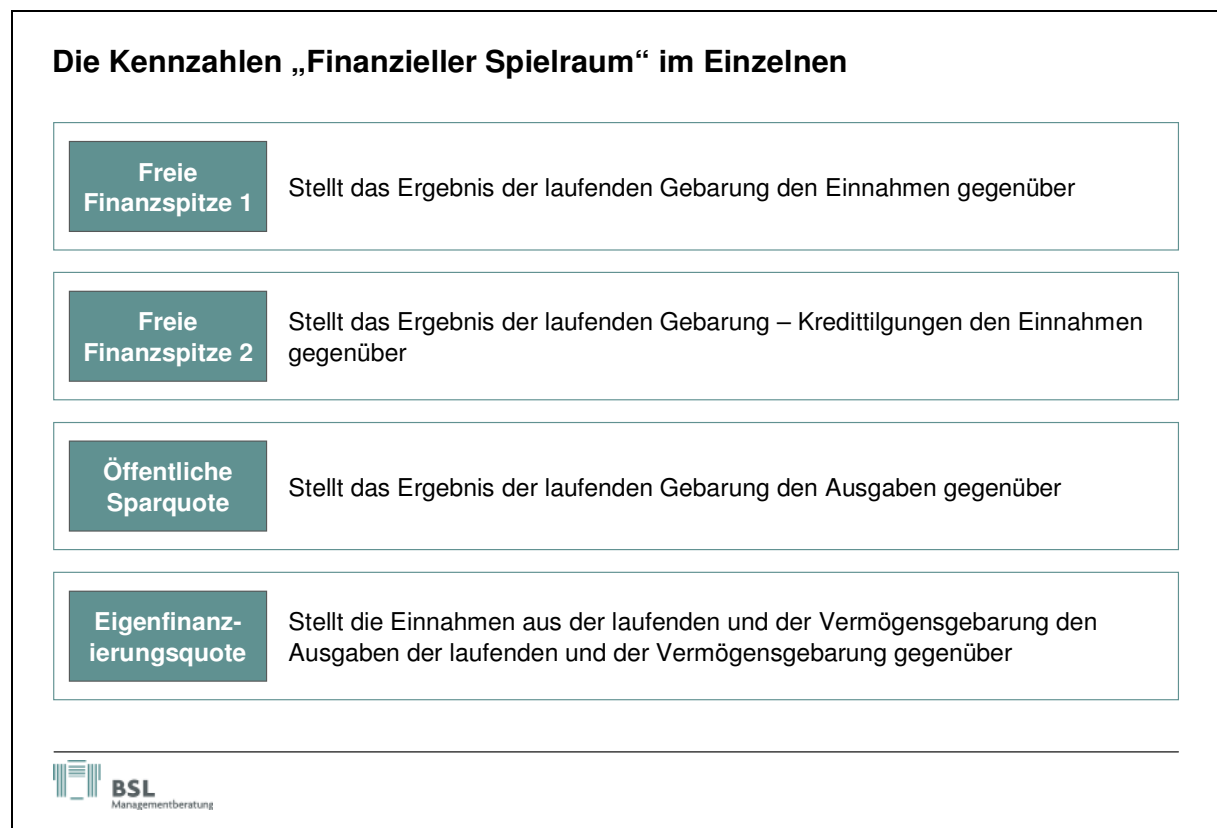 Die Kennzahlen „Finanzieller Spielraum“ im Einzelnen
Freie
Finanzspitze 1
Stellt das Ergebnis der laufenden Gebarung den Einnahmen gegenüber
Freie
Finanzspitze 2
Stellt das Ergebnis der laufenden Gebarung – Kredittilgungen den Einnahmen
gegenüber
Öffentliche
Sparquote
Stellt das Ergebnis der laufenden Gebarung den Ausgaben gegenüber
Eigenfinanz-
ierungsquote
Stellt die Einnahmen aus der laufenden und der Vermögensgebarung den
Ausgaben der laufenden und der Vermögensgebarung gegenüber
BSL
Managementberatung